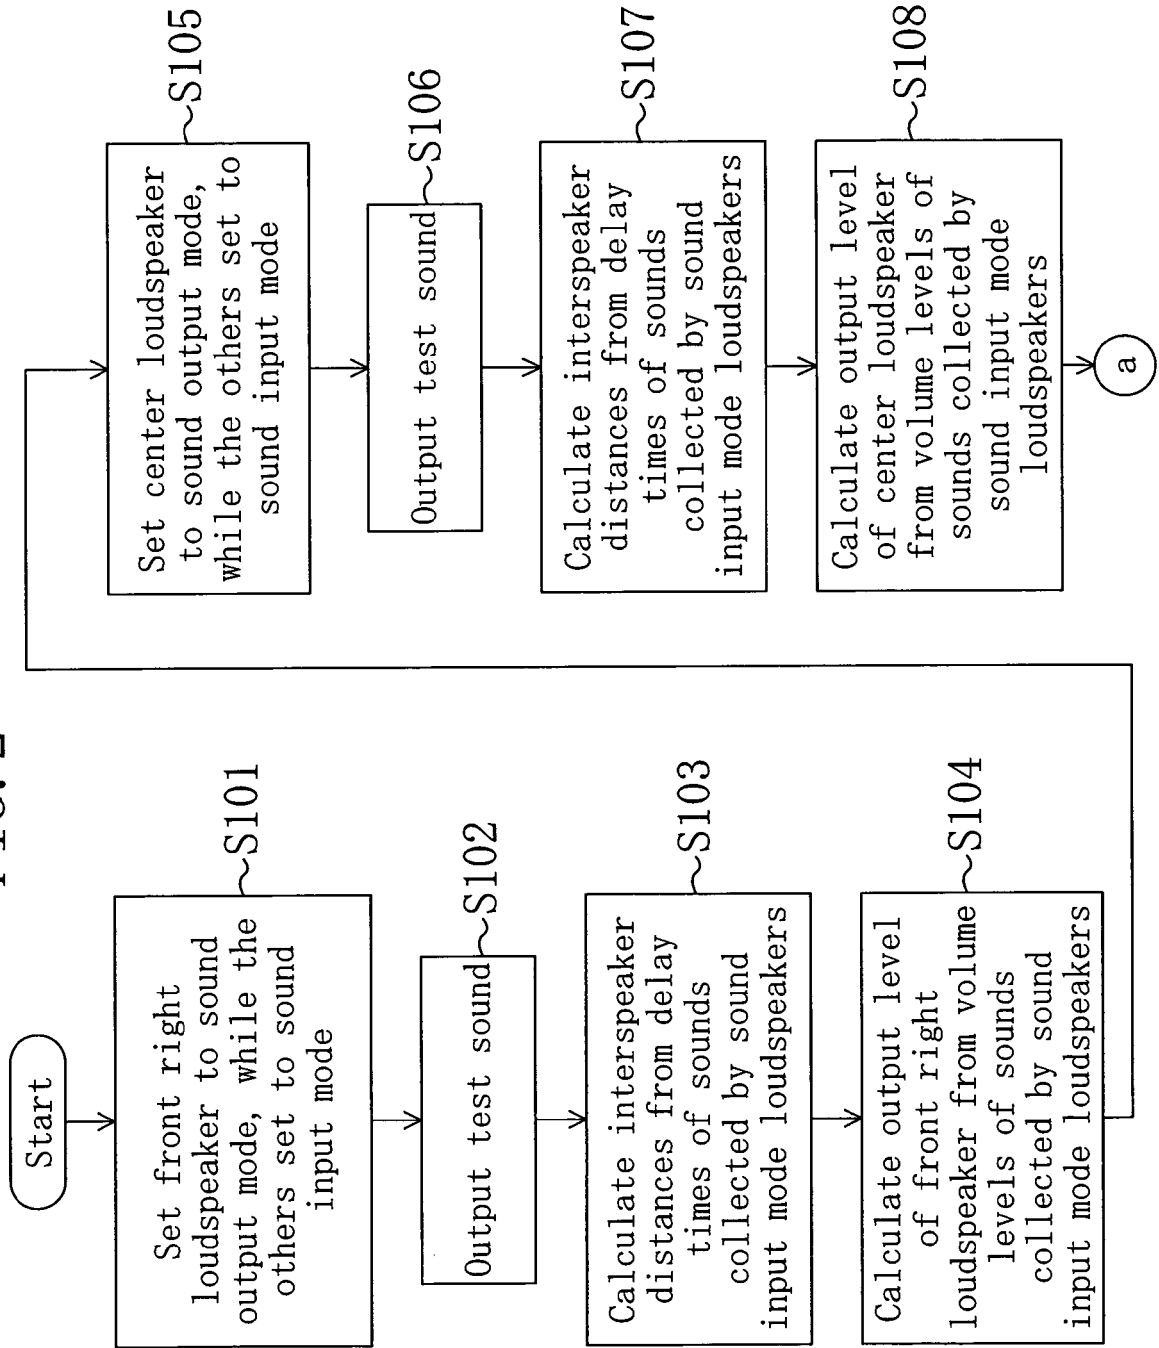 Start
Set front right
loudspeaker to sound
output mode, while the
others set to sound
input mode
S101
Output test sound
S102
Calculate interspeaker
distances from delay
times of sounds
collected by sound
input mode loudspeakers
S103
Calculate output level
of front right
loudspeaker from volume
levels of sounds
collected by sound
input mode loudspeakers
S104
Set center loudspeaker
to sound output mode,
while the others set to
sound input mode
S105
Output test sound
S106
Calculate interspeaker
distances from delay
times of sounds
collected by sound
input mode loudspeakers
S107
Calculate output level
of center loudspeaker
from volume levels of
sounds collected by
sound input mode
loudspeakers
S108
a